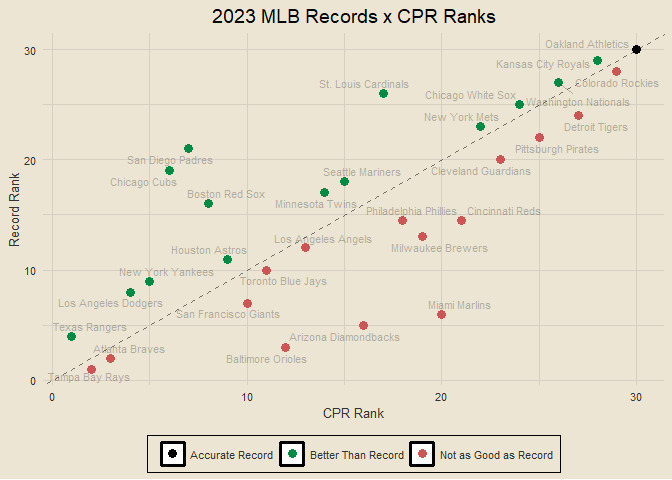 2023 MLB Records x CPR Ranks
Oakland Athletics
Kansas City Royals
Colorado Rockies
St. Louis Cardinals
Chicago White Sox
Washington Nationals
New York Mets
Detroit Tigers
Pittsburgh Pirates
San Diego Padres
Cleveland Guardians
Chicago Cubs
Seattle Mariners
Boston Red Sox
Minnesota Twins
Philadelphia Phillies
Cincinnati Reds
Los Angeles Angels
Houston Astros
Milwaukee Brewers
New York Yankees
Toronto Blue Jays
Los Angeles Dodgers
San Francisco Giants
Miami Marlins
Texas Rangers
Arizona Diamondbacks
Atlanta Braves
Baltimore Orioles
Tampa Bay Rays
Record Rank
30
20
10
0
0
10
20
30
CPR Rank
Accurate Record
Better Than Record
Not as Good as Record